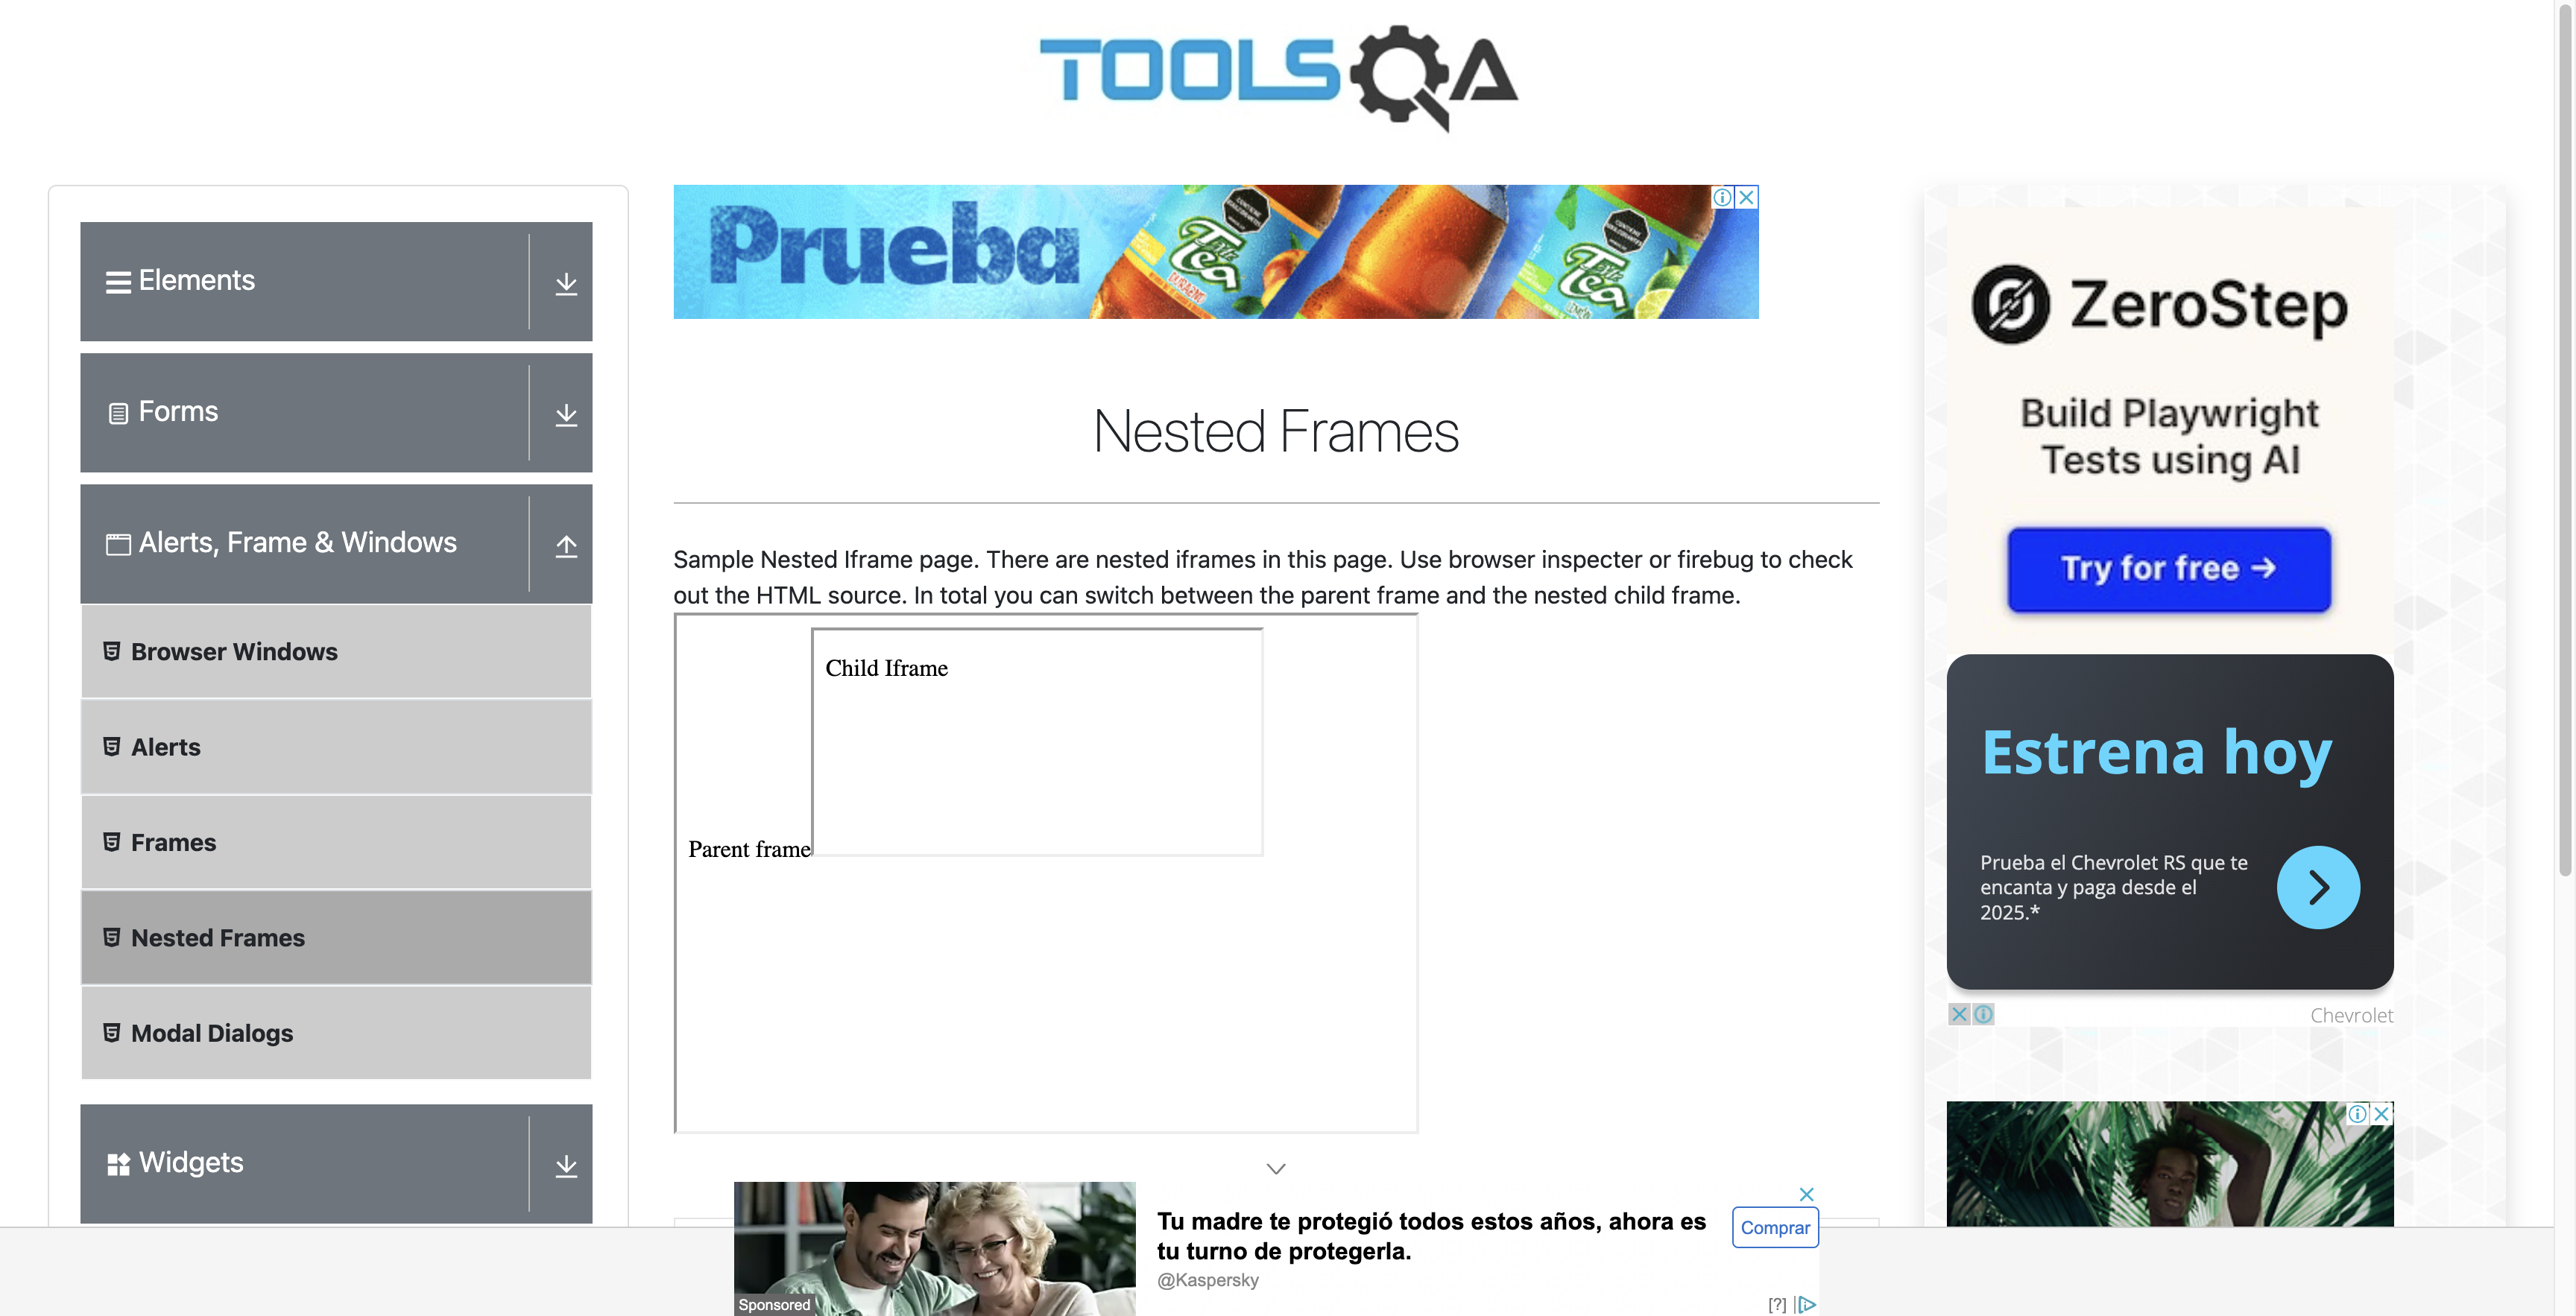 TOOLSQA
Elements
Forms
Alerts, Frame & Windows
Browser Windows
Alerts
Frames
Nested Frames
Modal Dialogs
Widgets
Prueba
Tea
DURAZNO
Tea
Nested Frames
Sample Nested Iframe page. There are nested iframes in this page. Use browser inspecter or firebug to check
out the HTML source. In total you can switch between the parent frame and the nested child frame.
Child Iframe
Parent frame
Tu madre te protegió todos estos años, ahora es
tu turno de protegerla.
@Kaspersky
Comprar
Sponsored
[?]
ZeroStep
Build Playwright
Tests using AI
Try for free →
Estrena hoy
Prueba el Chevrolet RS que te
encanta y paga desde el
2025.*
Chevrolet